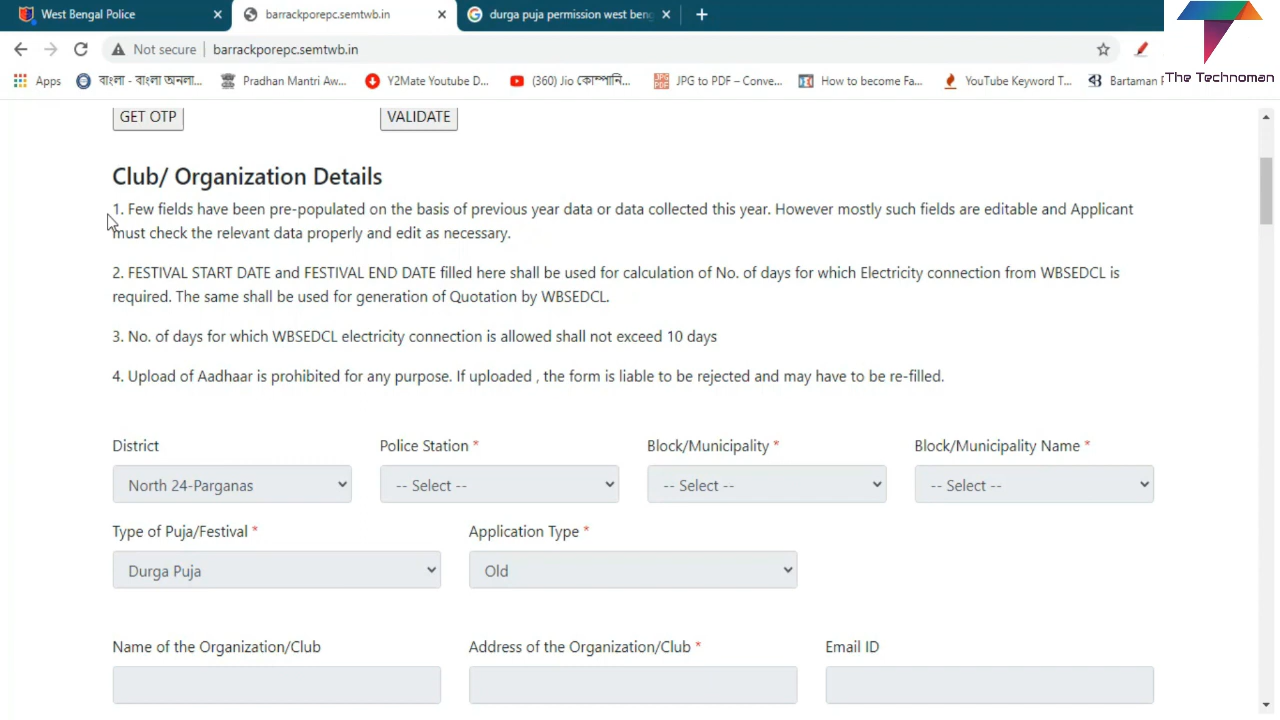 West Bengal Police
barrackporepc.semtwb.in
durga puja permission west beng
Not secure
barrackporepc.semtwb.in
Apps
বাংলা - বাংলা অনলা...
Pradhan Mantri Aw...
Y2Mate Youtube D...
(360) Jio কোম্পানি...
JPG to PDF – Conve...
How to become Fa...
YouTube Keyword T...
Bartaman
The Technoman
GET OTP
VALIDATE
Club/ Organization Details
1. Few fields have been pre-populated on the basis of previous year data or data collected this year. However mostly such fields are editable and Applicant
must check the relevant data properly and edit as necessary.
2. FESTIVAL START DATE and FESTIVAL END DATE filled here shall be used for calculation of No. of days for which Electricity connection from WBSEDCL is
required. The same shall be used for generation of Quotation by WBSEDCL.
3. No. of days for which WBSEDCL electricity connection is allowed shall not exceed 10 days
4. Upload of Aadhaar is prohibited for any purpose. If uploaded , the form is liable to be rejected and may have to be re-filled.
District
Police Station *
Block/Municipality *
Block/Municipality Name *
North 24-Parganas
-- Select --
-- Select --
-- Select --
Type of Puja/Festival *
Application Type *
Durga Puja
Old
Name of the Organization/Club
Address of the Organization/Club *
Email ID